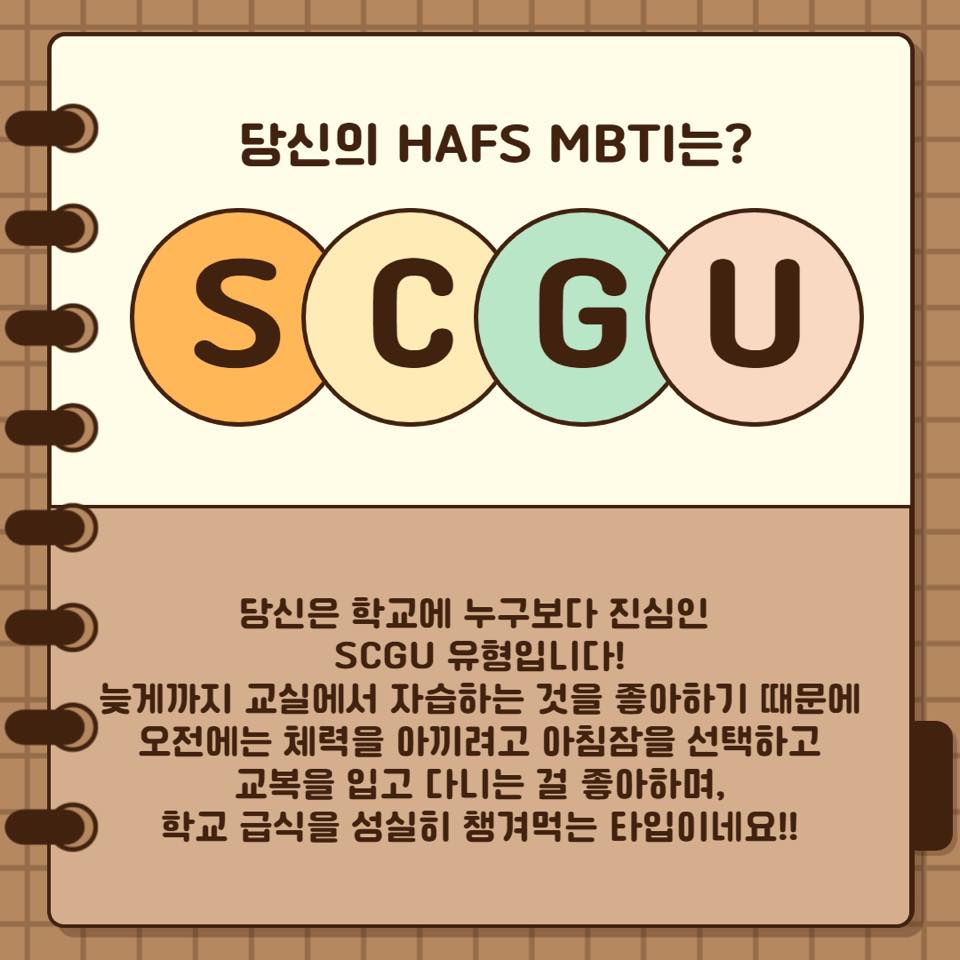 당신의 HAFS MBTI는?
SCGU
당신은 학교에 누구보다 진심인
SCGU 유형입니다!
늦게까지 교실에서 자습하는 것을 좋아하기 때문에
오전에는 체력을 아끼려고 아침잠을 선택하고
교복을 입고 다니는 걸 좋아하며,
학교 급식을 성실히 챙겨먹는 타입이네요!!